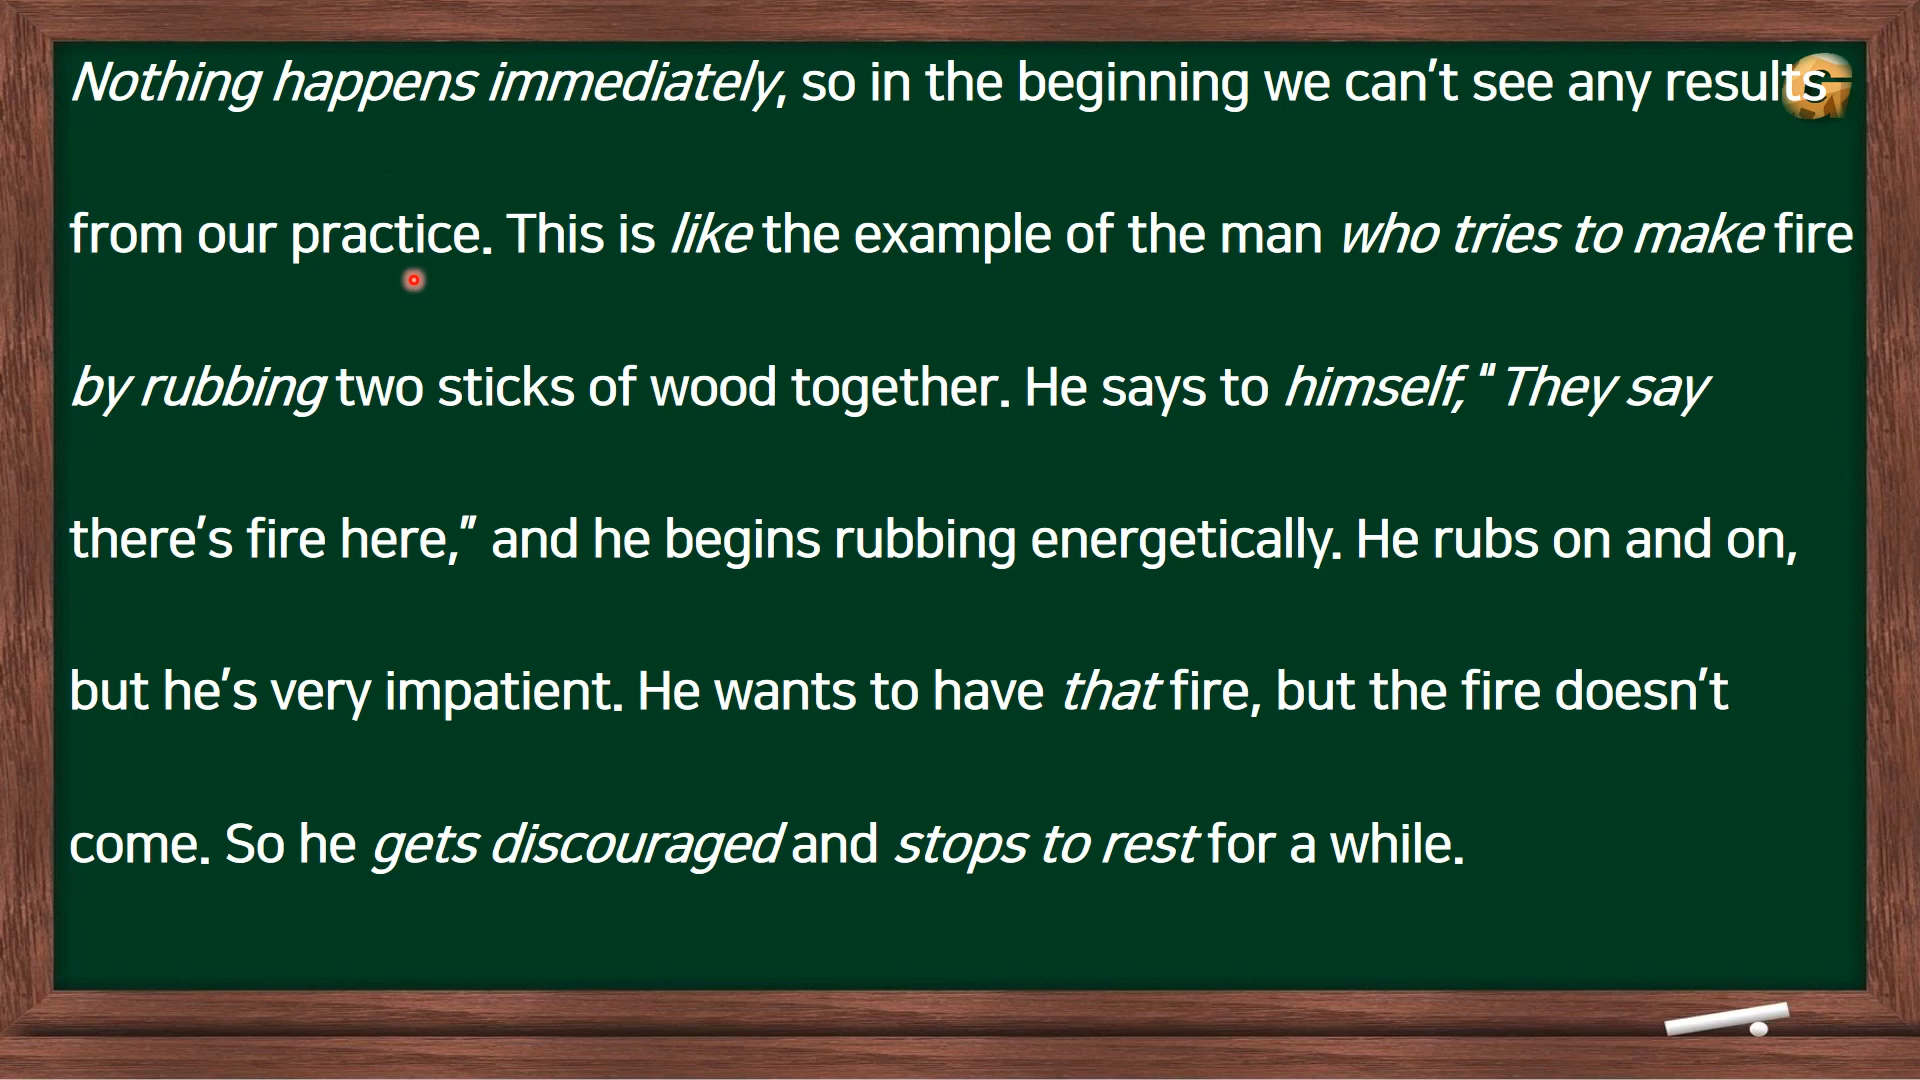 Nothing happens immediately, so in the beginning we can't see any results
from our practice. This is like the example of the man who tries to make fire
by rubbing two sticks of wood together. He says to himself," They say
there's fire here,” and he begins rubbing energetically. He rubs on and on,
but he's very impatient. He wants to have that fire, but the fire doesn't
come. So he gets discouraged and stops to rest for a while.